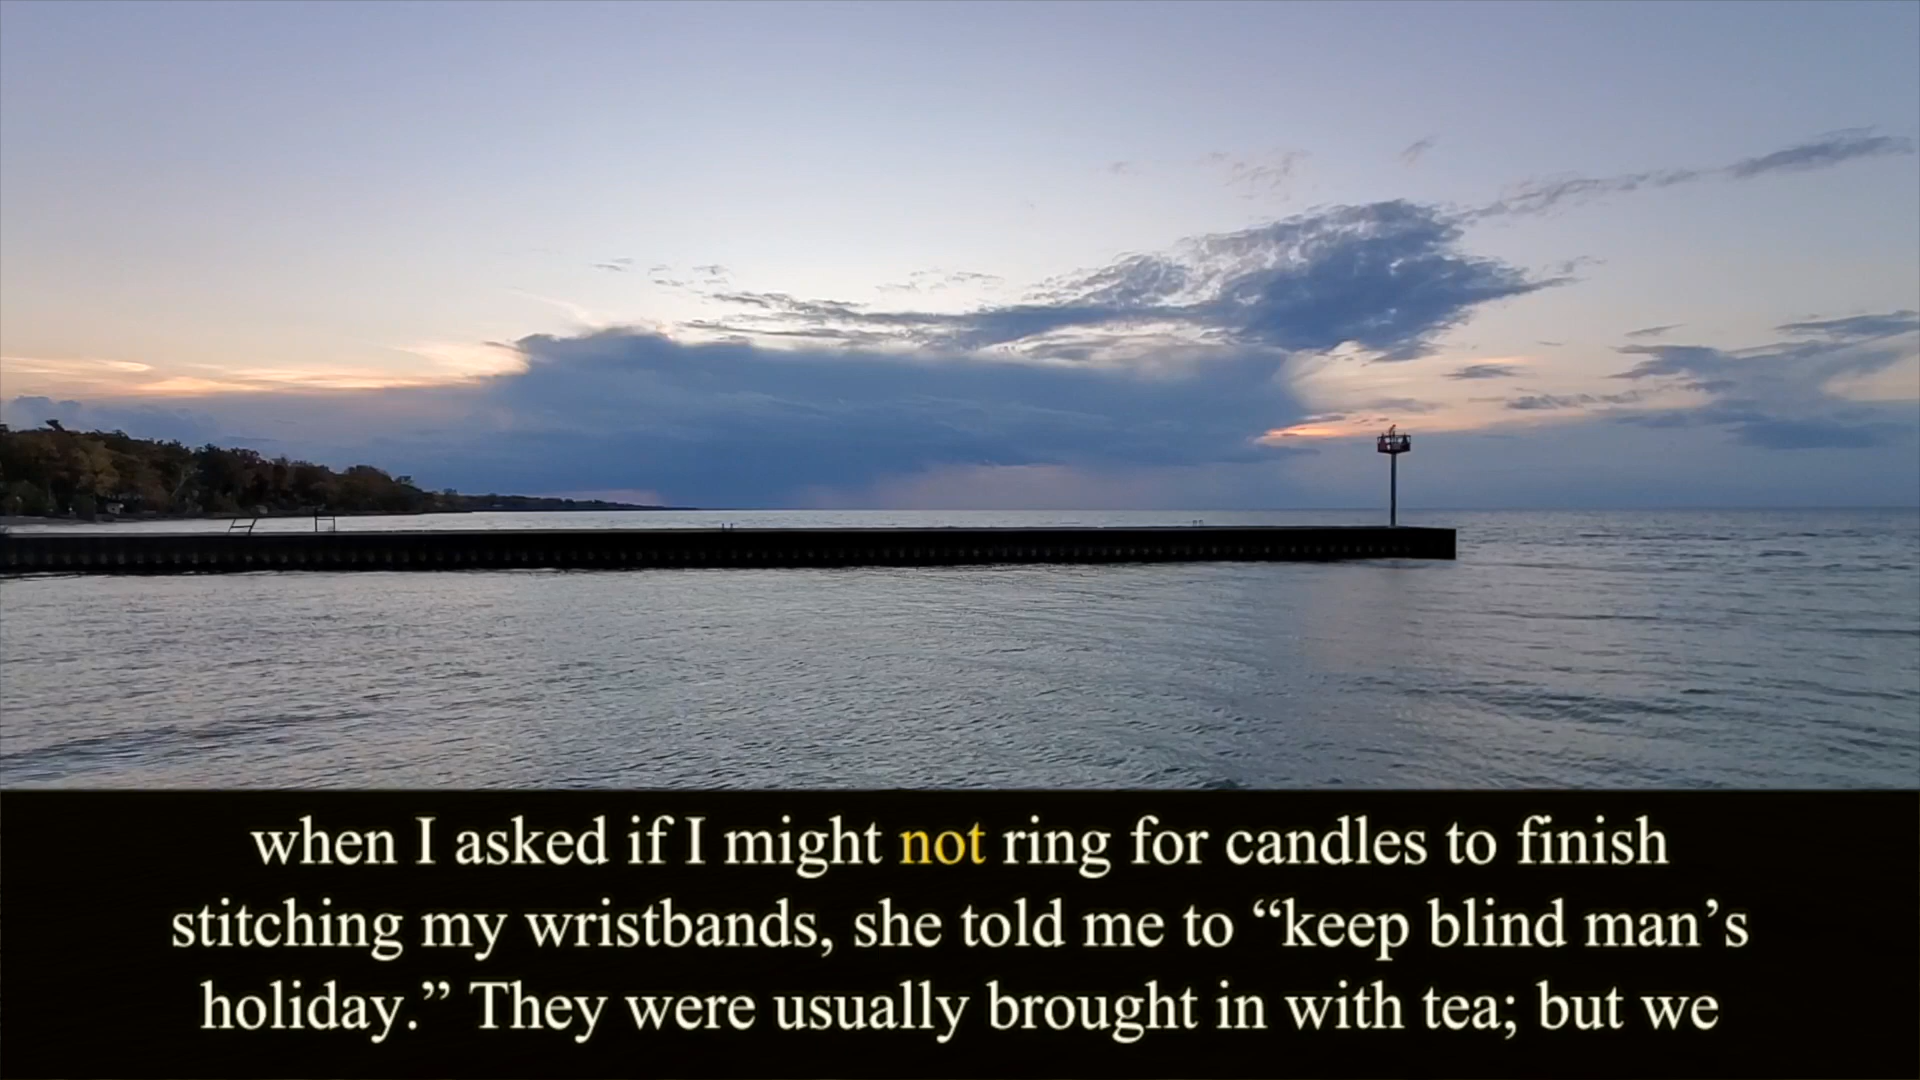 when I asked if I might not ring for candles to finish
stitching my wristbands, she told me to “keep blind man’s
holiday.” They were usually brought in with tea; but we